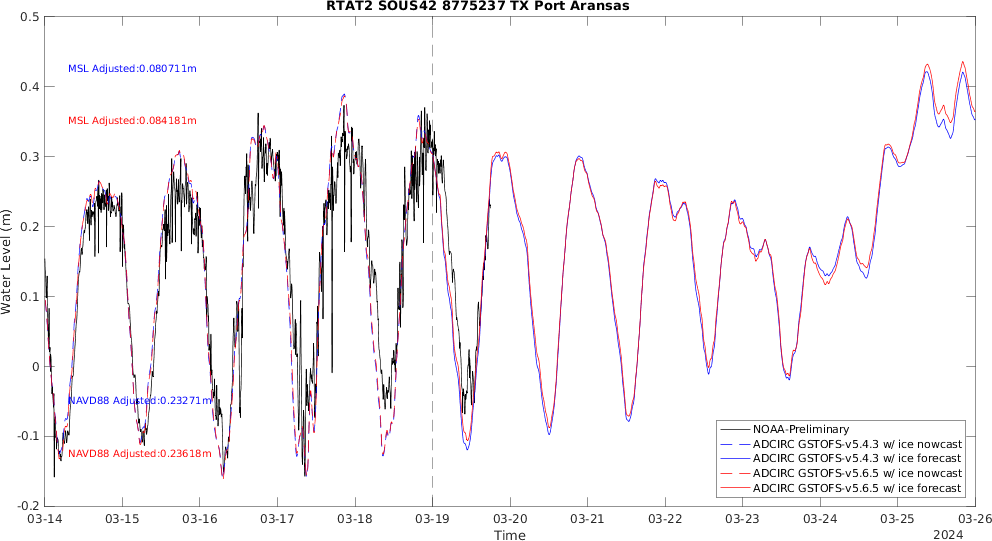 RTAT2 SOUS42 8775237 TX Port Aransas
0.5
0.4
0.3
0.2
0.1
0
-0.1
-0.2
Water Level (m)
MSL Adjusted:0.080711m
MSL Adjusted:0.084181m
NAVD88 Adjusted:0.23271m
NAVD88 Adjusted:0.23618m
NOAA-Preliminary
ADCIRC GSTOFS-v5.4.3 w/ ice nowcast
ADCIRC GSTOFS-v5.4.3 w/ ice forecast
ADCIRC GSTOFS-v5.6.5 w/ ice nowcast
ADCIRC GSTOFS-v5.6.5 w/ ice forecast
03-14 03-15 03-16 03-17 03-18 03-19 03-20 03-21 03-22 03-23 03-24 03-25 03-26
Time
2024